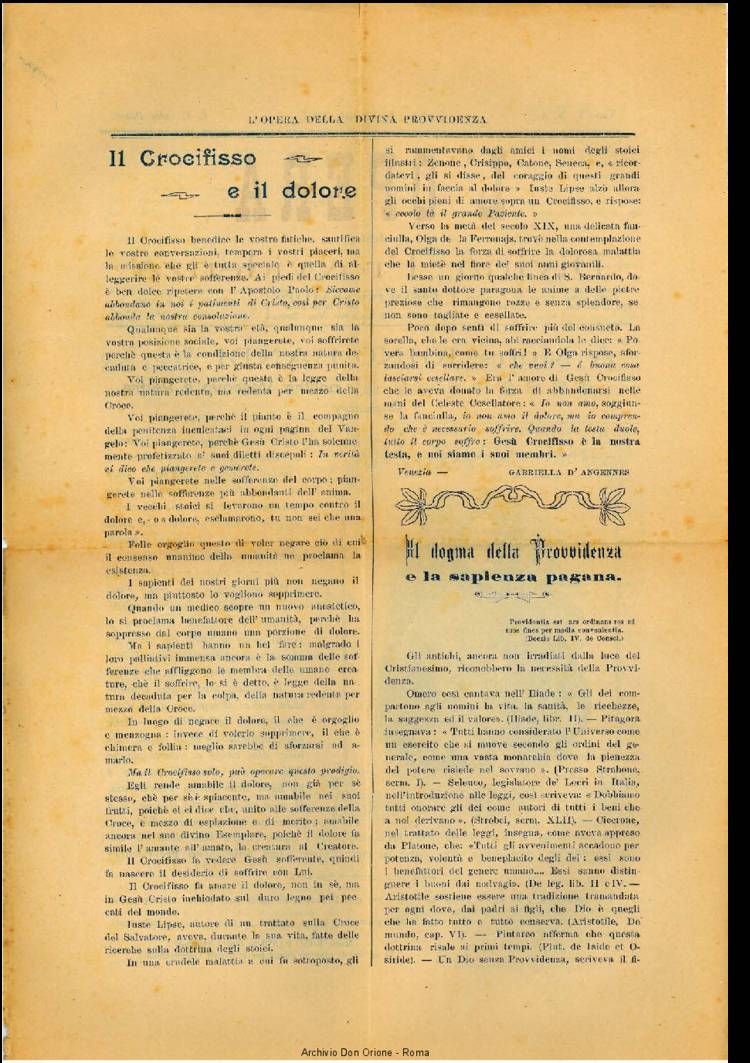 L'OPERA DELLA DIVINA PROVVIDENZA
Il Crocifisso
e il dolore
Il Crocifisso benedice le vostre fatiche, santifica
le vostre conversazioni, tempera i vostri piaceri, ma
la missione che gli è tutta speciale è quella di al-
leggerire le vostre sofferenze. Ai piedi del Crocifisso
è ben dolce ripetere con l'Apostolo Paolo: Siccome
abbondano in noi i patimenti di Cristo, così per Cristo
abbonda la nostra consolazione.
Qualunque sia la vostra età, qualunque sia la
vostra posizione sociale, voi piangerete, voi soffrirete
perchè questa è la condizione della nostra natura de-
caduta e peccatrice, e per giusta conseguenza punita.
Voi piangerete, perchè questa è la legge della
nostra natura redenta, ma redenta per mezzo della
Croce.
Voi piangerete, perchè il pianto è il compagno
della penitenza inculcataci in ogni pagina del Van-
gelo: Voi piangerete, perchè Gesù Cristo l'ha solenne-
mente profetizzato a' suoi diletti discepoli: In verità
vi dico che piangerete e gemerete.
Voi piangerete nelle sofferenze del corpo; pian-
gerete nelle sofferenze più abbondanti dell'anima.
I vecchi stoici si levarono un tempo contro il
dolore e, - o dolore, esclamarono, tu non sei che una
parola ».
Folle orgoglio questo di voler negare ciò di cui
il consenso unanime della umanità ne proclama la
esistenza.
I sapienti dei nostri giorni più non negano il
dolore, ma piuttosto lo vogliono sopprimere.
Quando un medico scopre un nuovo anestetico,
lo si proclama benefattore dell'umanità, perchè ha
soppresso dal corpo umano una porzione di dolore.
Ma i sapienti hanno un bel fare: malgrado i
loro palliativi immensa ancora è la somma delle sof-
ferenze che affliggono le membra delle umane crea-
ture, chè il soffrire, lo si è detto, è legge della na-
tura decaduta per la colpa, della natura redenta per
mezzo della Croce.
In luogo di negare il dolore, il che è orgoglio
e menzogna: invece di volerlo sopprimere, il che è
chimera e follia: meglio sarebbe di sforzarsi ad a-
marlo.
Ma il Crocifisso solo, può operare questo prodigio.
Egli rende amabile il dolore, non già per sè
stesso, chè per sè è spiacente, ma amabile nei suoi
frutti, poichè ci ci dice che, unito alle sofferenze della
Croce, è mezzo di espiazione e di merito; amabile
ancora nel suo divino Esemplare, poichè il dolore fa
simile l'amante all'amato, la creatura al Creatore.
Il Crocifisso fa vedere Gesù sofferente, quindi
fa nascere il desiderio di soffrire con Lui.
Il Crocifisso fa amare il dolore, non in sè, ma
in Gesù Cristo inchiodato sul duro legno pei pec-
cati del mondo.
Iuste Lipse, autore di un trattato sulla Croce
del Salvatore, aveva, durante la sua vita, fatte delle
ricerche sulla dottrina degli stoici.
In una crudele malattia a cui fu sottoposto, gli
si rammentavano dagli amici i nomi degli stoici
illustri: Zenone, Crisippo, Catone, Seneca, e, « ricor-
datevi, gli si disse, del coraggio di questi grandi
uomini in faccia al dolore » Iuste Lipse alzò allora
gli occhi pieni di amore sopra un Crocifisso, e rispose:
« eccolo là il grande Paziente. »
Verso la metà del secolo XIX, una delicata fan-
ciulla, Olga de la Ferronajs, trovò nella contemplazione
del Crocifisso la forza di soffrire la dolorosa malattia
che la mietè nel fiore de' suoi anni giovanili.
Lesse un giorno qualche linea di S. Bernardo, do-
ve il santo dottore paragona le anime a delle pietre
preziose che rimangono rozze e senza splendore, se
non sono tagliate e cesellate.
Poco dopo sentì di soffrire più del consueto. La
sorella, che le era vicina, abbracciandola le dice: « Po-
vera bambina, come tu soffri! » E Olga rispose, sfor-
zandosi di sorridere: « che vuoi? — è buona cosa
lasciarsi cesellare. » Era l'amore di Gesù Crocifisso
che le aveva donato la forza di abbandonarsi nelle
mani del Celeste Cesellatore: « Io non amo, soggiun-
se la fanciulla, io non amo il dolore, ma io compren-
do che è necessario soffrire. Quando la testa duole,
tutto il corpo soffre: Gesù Crocifisso è la nostra
testa, e noi siamo i suoi membri. »
Venezia — GABRIELLA D'ANGENNES
Il dogma della Provvidenza
e la sapienza pagana.
Providentia est ars ordinans res ad
suos fines per media convenientia.
(Boezio Lib. IV. de Consol.)
Gli antichi, ancora non irradiati dalla luce del
Cristianesimo, riconobbero la necessità della Provvi-
denza.
Omero così cantava nell'Iliade: « Gli dei com-
partono agli uomini la vita, la sanità, le ricchezze,
la saggezza ed il valore». (Iliade, libr. II). — Pitagora
insegnava: « Tutti hanno considerato l'Universo come
un esercito che si muove secondo gli ordini del ge-
nerale, come una vasta monarchia dove la pienezza
del potere risiede nel sovrano ». (Presso Strabone,
serm. I). — Seleuco, legislatore de' Locri in Italia,
nell'introduzione alle leggi, così scriveva: « Dobbiamo
tutti onorare gli dei come autori di tutti i beni che
a noi derivano ». (Strobei, serm. XLII). — Cicerone,
nel trattato delle leggi, insegna, come aveva appreso
da Platone, che: «Tutti gli avvenimenti accadono per
potenza, volontà e beneplacito degli dei: essi sono
i benefattori del genere umano.... Essi sanno distin-
guere i buoni dai malvagi». (De leg. lib. II e IV. —
Aristotile sostiene essere una tradizione tramandata
per ogni dove, dai padri ai figli, che Dio è quegli
che ha fatto tutto e tutto conserva. (Aristotile, De
mundo, cap. VI). — Plutarco afferma che questa
dottrina risale ai primi tempi. (Plut. de Iside et O-
siride). — Un Dio senza Provvidenza, scriveva il fi-
Archivio Don Orione - Roma